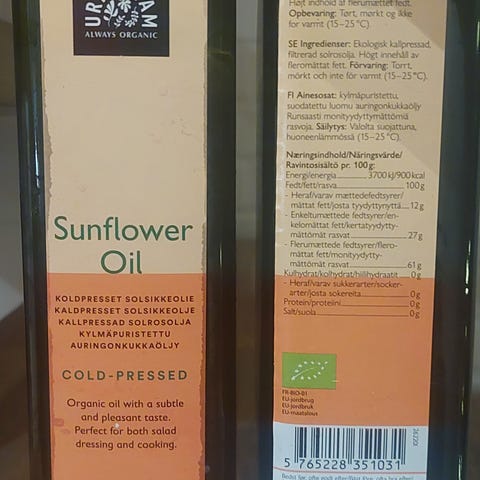 UR
AM
ALWAYS ORGANIC
Sunflower
Oil
KOLDPRESSET SOLSIKKEOLIE
KALDPRESSET SOLSIKKEOLJE
KALLPRESSAD SOLROSOLJA
KYLMÄPURISTETTU
AURINGONKUKKAÖLJY
COLD-PRESSED
Organic oil with a subtle
and pleasant taste.
Perfect for both salad
dressing and cooking.
Højt indhold af flerumættet fedt.
Opbevaring: Tørt, mørkt og ikke
for varmt (15–25 °C).
SE Ingredienser: Ekologisk kallpressad,
filtrerad solrosolja. Högt innehåll av
fleromättat fett. Förvaring: Torrt,
mörkt och inte för varmt (15–25 °C).
FI Ainesosat: kylmäpuristettu,
suodatettu luomu auringonkukkaöljy
Runsaasti monityydyttymättömiä
rasvoja. Säilytys: Valolta suojattuna,
huoneenlämmössä (15–25 °C).
Næringsindhold/Näringsvärde/
Ravintosisältö pr. 100 g:
Energi/energia 3700 kJ/900 kcal
Fedt/fett/rasva 100 g
- Heraf/varav mættedefedtsyrer/
mättat fett/josta tyydyttynyttä 12 g
- Enkeltumættede fedtsyrer/en-
kelomättat fett/kertatyydytty-
mättömät rasvat 27 g
- Flerumættede fedtsyrer/flero-
mättat fett/monityydytty-
mättömät rasvat 61 g
Kulhydrat/kolhydrat/hiilihydraatit 0 g
- Heraf/varav sukkerarter/socker-
arter/josta sokereita 0 g
Protein/proteiini 0 g
Salt/suola 0 g
FR-BIO-01
EU-jordbrug
EU-jordbruk
EU-maatalous
5 765228 351031